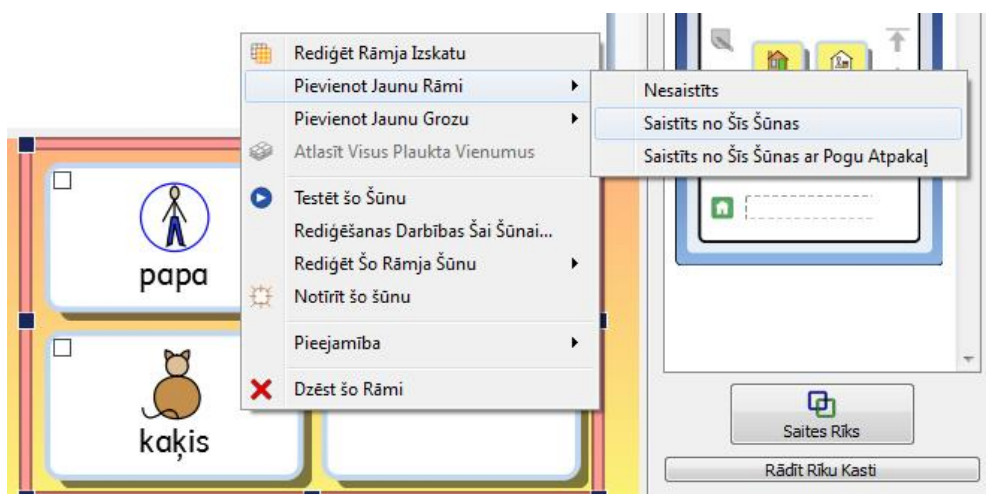 Rediģēt Rāmja Izskatu
Pievienot Jaunu Rāmi
Pievienot Jaunu Grozu
Atlasīt Visus Plaukta Vienumus
Testēt šo Šūnu
Rediģēšanas Darbības Šai Šūnai...
Rediģēt Šo Rāmja Šūnu
Notīrīt šo šūnu
Pieejamība
Dzēst šo Rāmi
Nesaistīts
Saistīts no Šīs Šūnas
Saistīts no Šīs Šūnas ar Pogu Atpakaļ
papa
kaķis
Saites Rīks
Rādīt Rīku Kasti